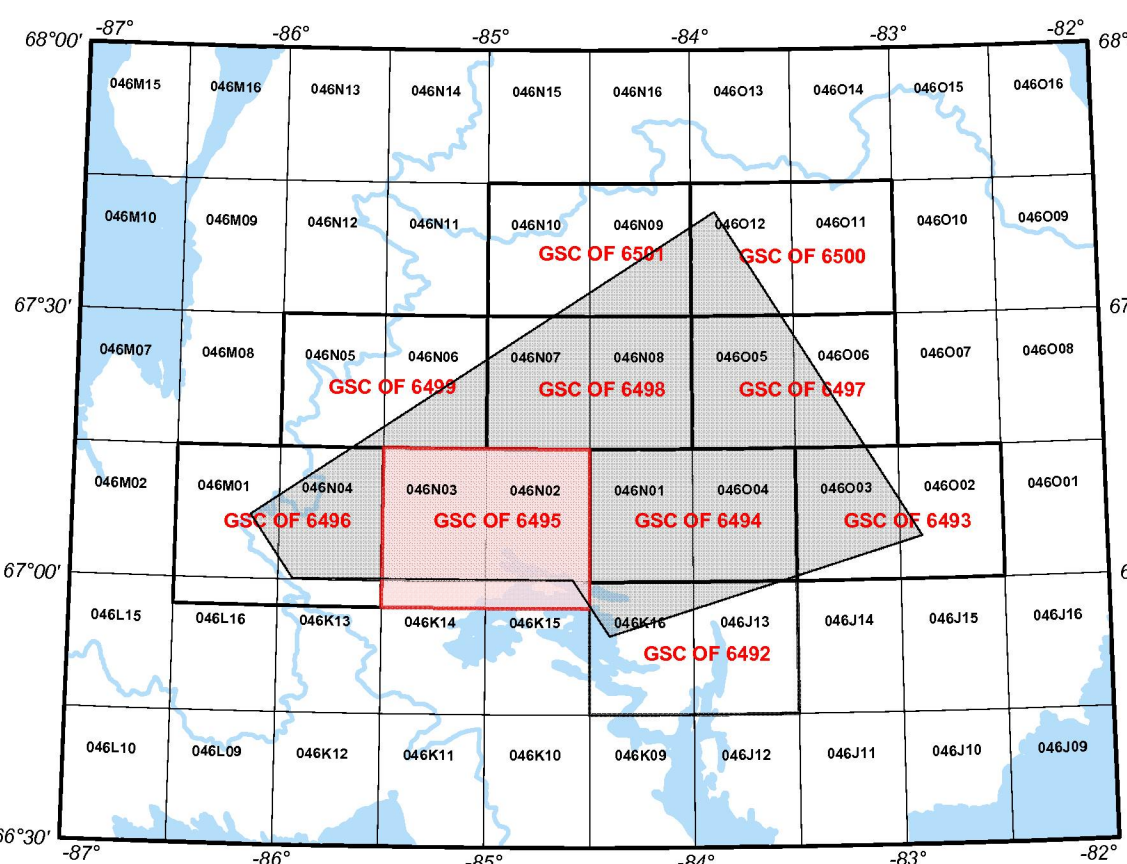 -87° -86° -85° -84° -83° -82°
68°00' 68°
046M15 046M16 046N13 046N14 046N15 046N16 046O13 046O14 046O15 046O16
046M10 046M09 046N12 046N11 046N10 046N09 046O12 046O11 046O10 046O09
GSC OF 6501 GSC OF 6500
67°30' 67
046M07 046M08 046N05 046N06 046N07 046N08 046O05 046O06 046O07 046O08
GSC OF 6499 GSC OF 6498 GSC OF 6497
046M02 046M01 046N04 046N03 046N02 046N01 046O04 046O03 046O02 046O01
GSC OF 6496 GSC OF 6495 GSC OF 6494 GSC OF 6493
67°00' 6
046L15 046L16 046K13 046K14 046K15 046K16 046J13 046J14 046J15 046J16
GSC OF 6492
046L10 046L09 046K12 046K11 046K10 046K09 046J12 046J11 046J10 046J09
66°30'
-87° -86° -85° -84° -83° -82°